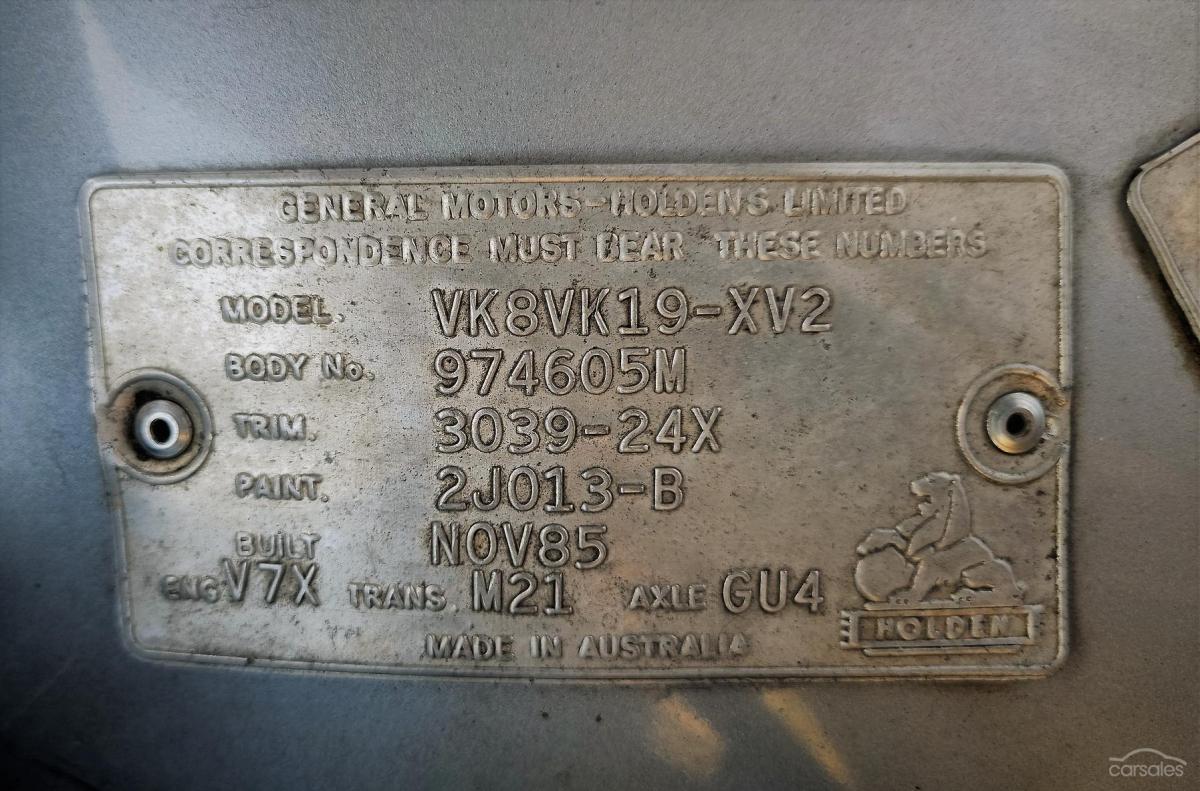 GENERAL MOTORS-HOLDEN'S LIMITED
CORRESPONDENCE MUST BEAR THESE NUMBERS
MODEL. VK8VK19-XV2
BODY No. 974605M
TRIM. 3039-24X
PAINT. 2J013-B
BUILT NOV85
ENG V7X TRANS. M21 AXLE GU4
HOLDEN
MADE IN AUSTRALIA
carsales